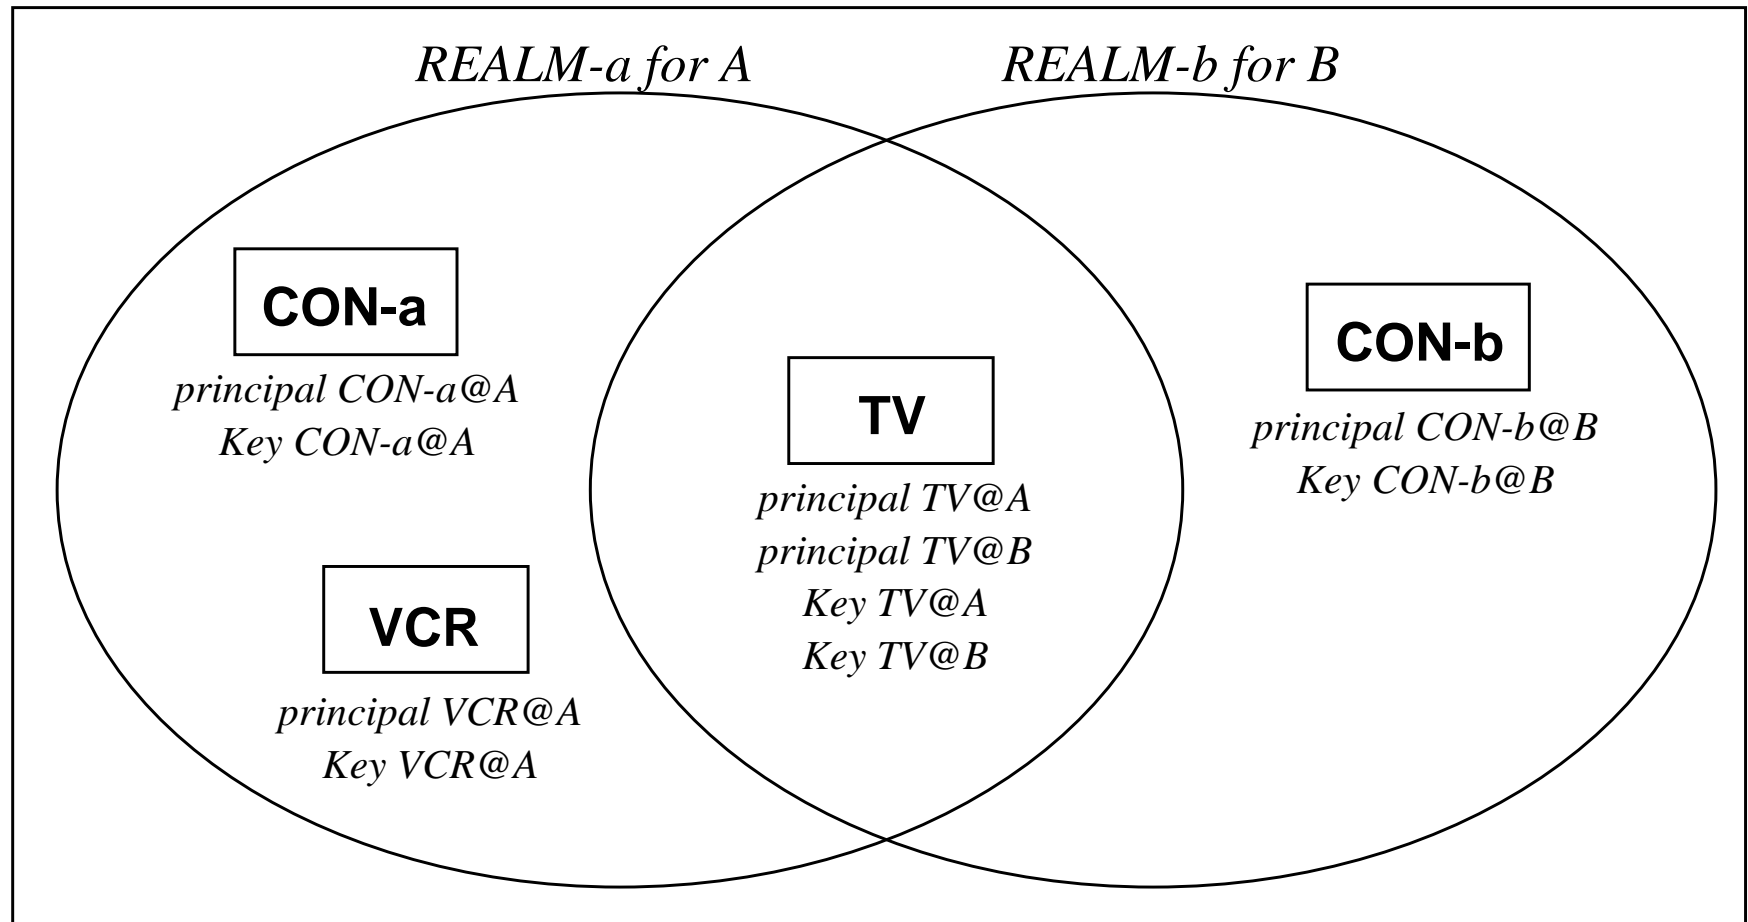 REALM-a for A
REALM-b for B
CON-a
principal CON-a@A
Key CON-a@A
VCR
principal VCR@A
Key VCR@A
TV
principal TV@A
principal TV@B
Key TV@A
Key TV@B
CON-b
principal CON-b@B
Key CON-b@B